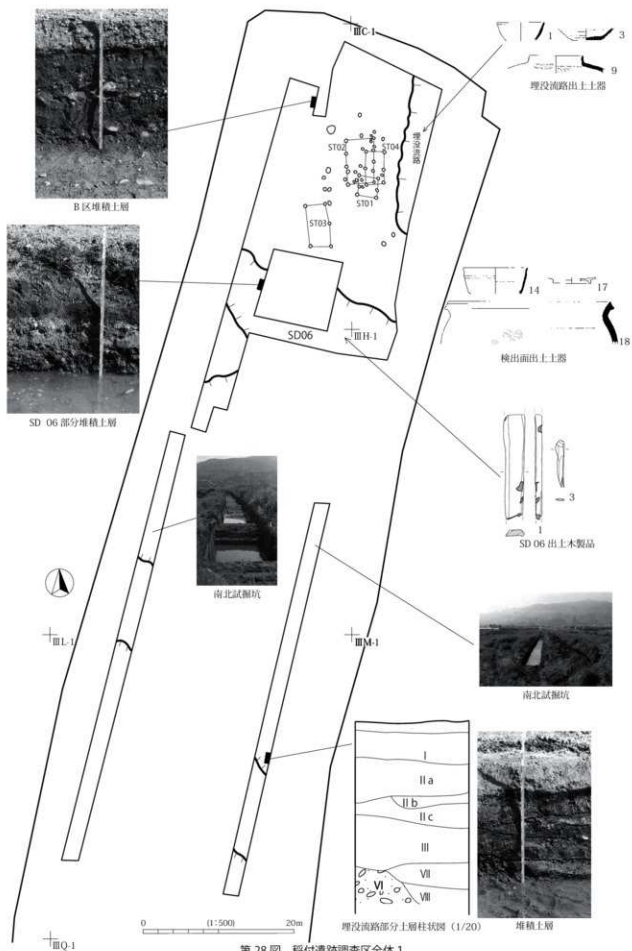 ⅢC-1
1
3
9
埋没流路出土土器
B区堆積土層
ST02
ST04
埋没流路
ST01
ST03
SD06
ⅢH-1
14
17
18
検出面出土土器
SD 06 部分堆積土層
3
1
SD 06 出土木製品
南北試掘坑
ⅢL-1
ⅢM-1
南北試掘坑
I
IIa
IIb
IIc
III
VII
VI
VIII
埋没流路部分土層柱状図 (1/20)
堆積土層
ⅢQ-1
0 (1:500) 20m
第 28 図 稲付遺跡調査区全体 1